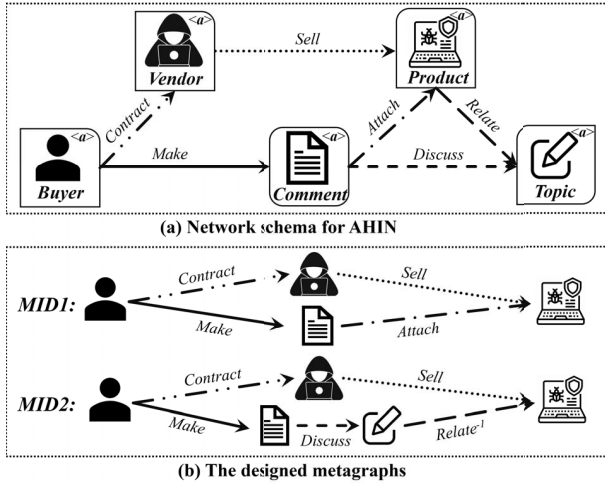 <a>
<a>
Sell
Vendor
Product
Contract
Attach
Relate
<a>
<a>
<a>
Make
Discuss
Buyer
Comment
Topic
(a) Network schema for AHIN
Contract
Sell
MID1:
Make
Attach
Contract
Sell
MID2:
Make
Discuss
Relate⁻¹
(b) The designed metagraphs